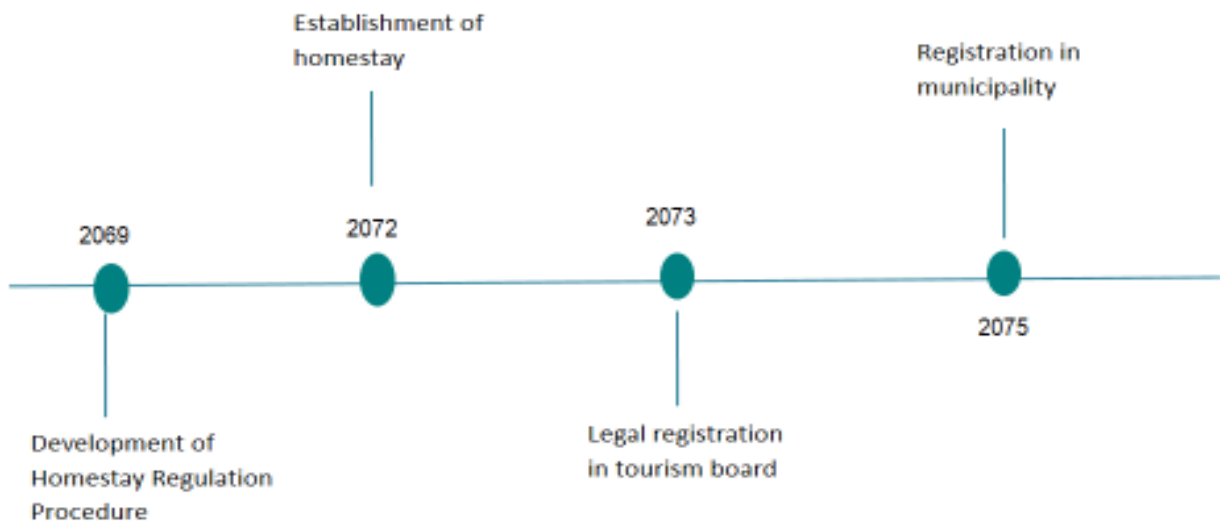 Establishment of
homestay
Registration in
municipality
2069
2072
2073
2075
Development of
Homestay Regulation
Procedure
Legal registration
in tourism board